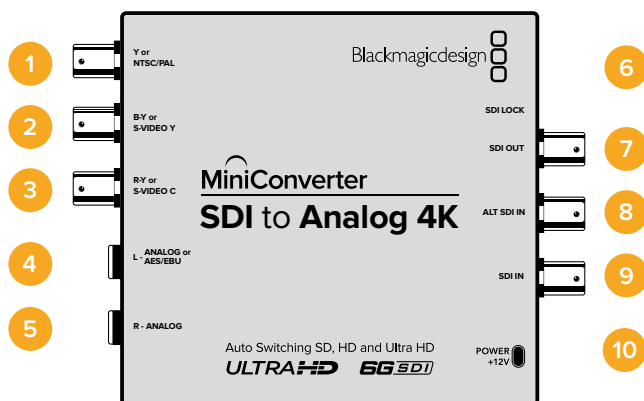 1
Y or
NTSC/PAL
2
B-Y or
S-VIDEO Y
3
R-Y or
S-VIDEO C
4
L - ANALOG or
AES/EBU
5
R - ANALOG
Blackmagicdesign
MiniConverter
SDI to Analog 4K
Auto Switching SD, HD and Ultra HD
ULTRA HD 6G SDI
6
SDI LOCK
7
SDI OUT
8
ALT SDI IN
9
SDI IN
10
POWER
+12V